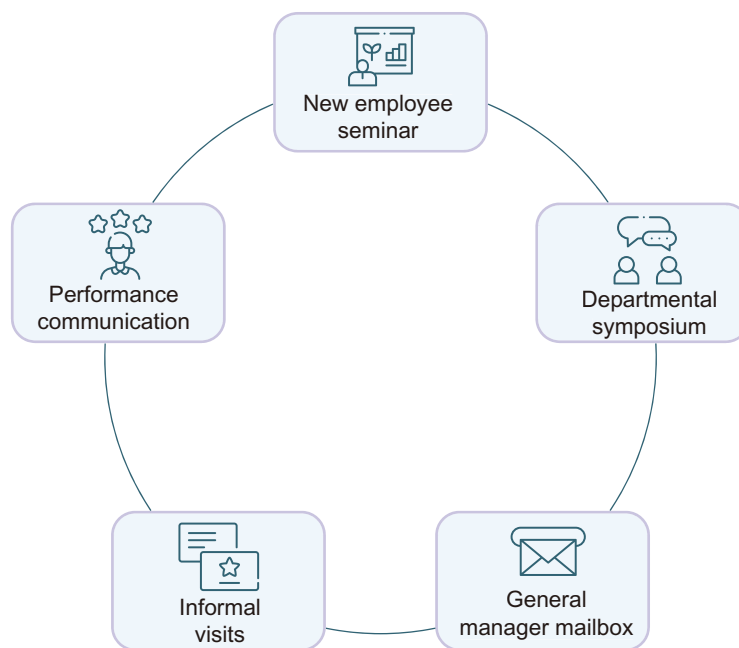 New employee
seminar
Performance
communication
Departmental
symposium
Informal
visits
General
manager mailbox